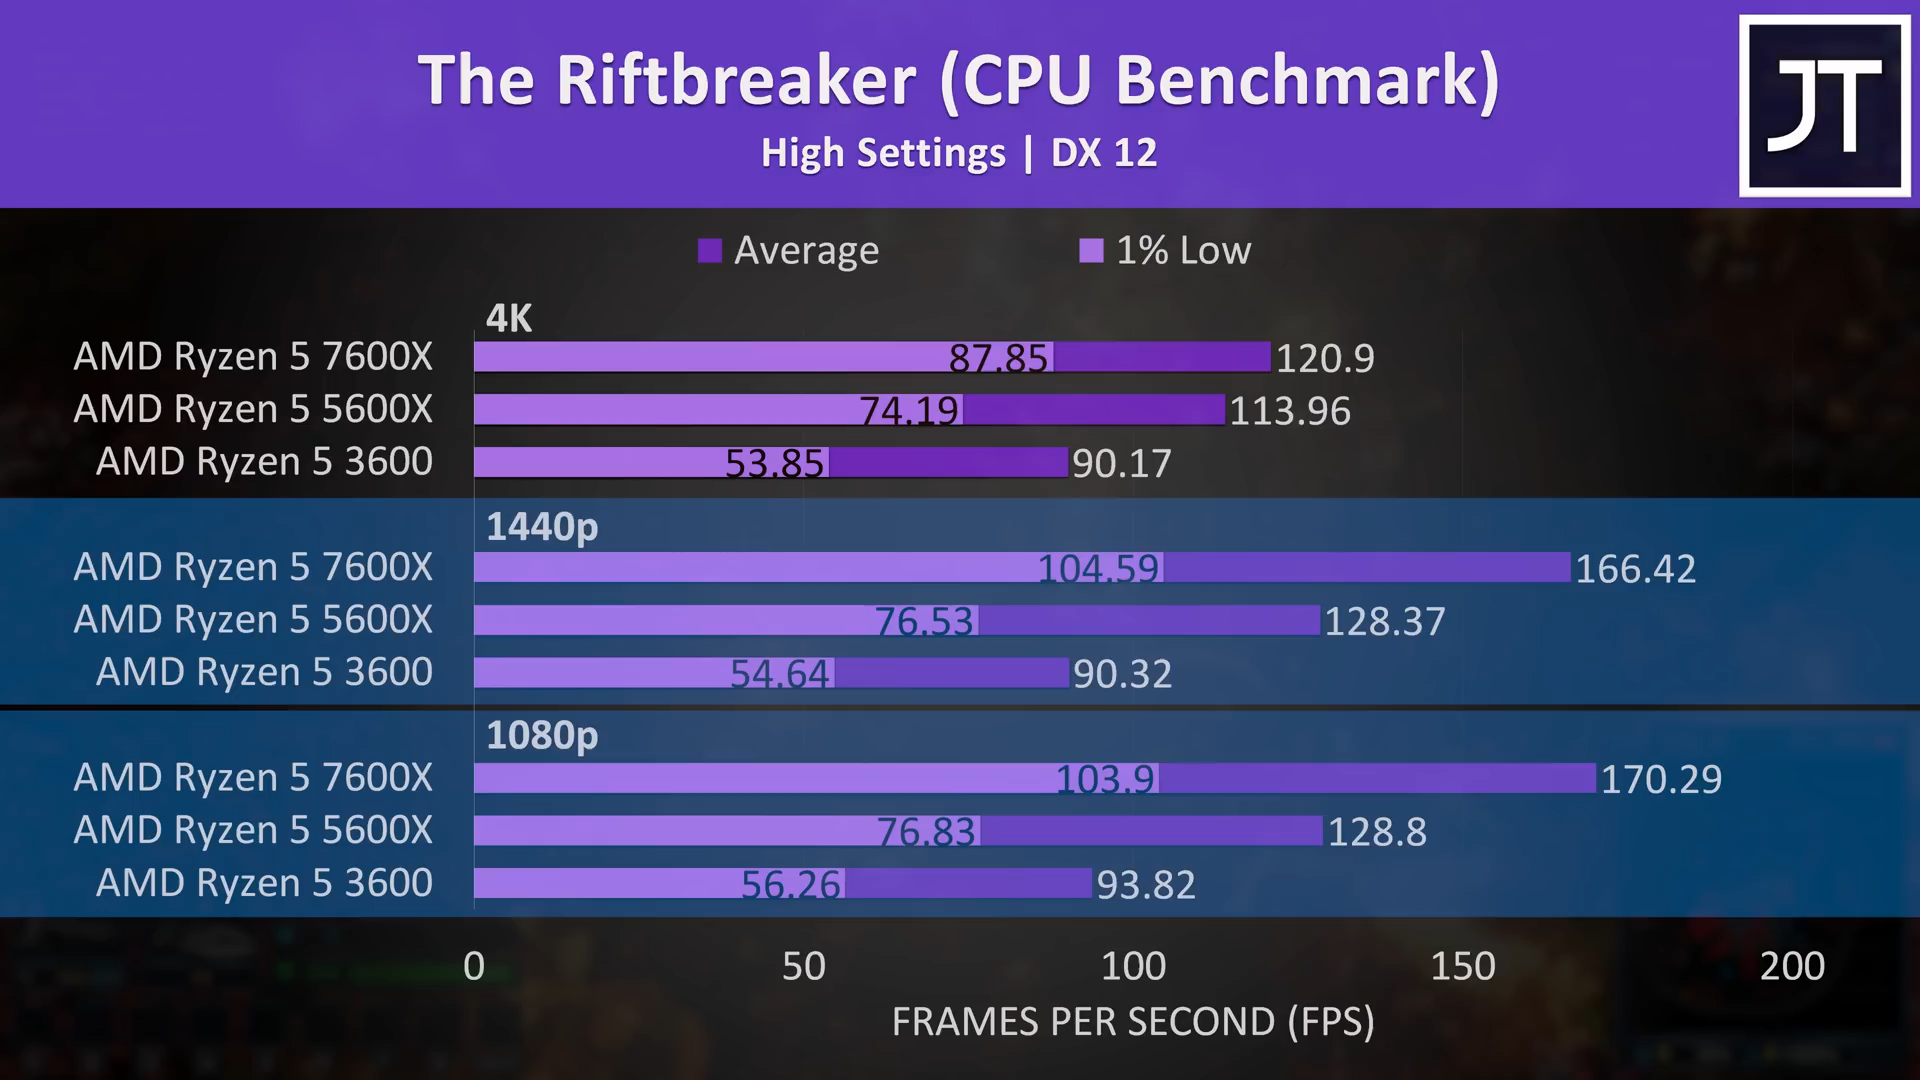 The Riftbreaker (CPU Benchmark)
High Settings | DX 12
JT
Average 1% Low
4K
AMD Ryzen 5 7600X 87.85 120.9
AMD Ryzen 5 5600X 74.19 113.96
AMD Ryzen 5 3600 53.85 90.17
1440p
AMD Ryzen 5 7600X 104.59 166.42
AMD Ryzen 5 5600X 76.53 128.37
AMD Ryzen 5 3600 54.64 90.32
1080p
AMD Ryzen 5 7600X 103.9 170.29
AMD Ryzen 5 5600X 76.83 128.8
AMD Ryzen 5 3600 56.26 93.82
0 50 100 150 200
FRAMES PER SECOND (FPS)